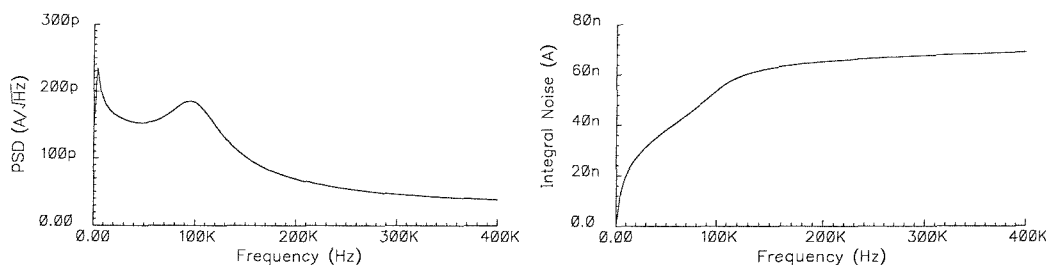 300p
200p
100p
0.00
PSD (A/√Hz)
0.00
100K
200K
300K
400K
Frequency (Hz)
80n
60n
40n
20n
0.0
Integral Noise (A)
0.00
100K
200K
300K
400K
Frequency (Hz)